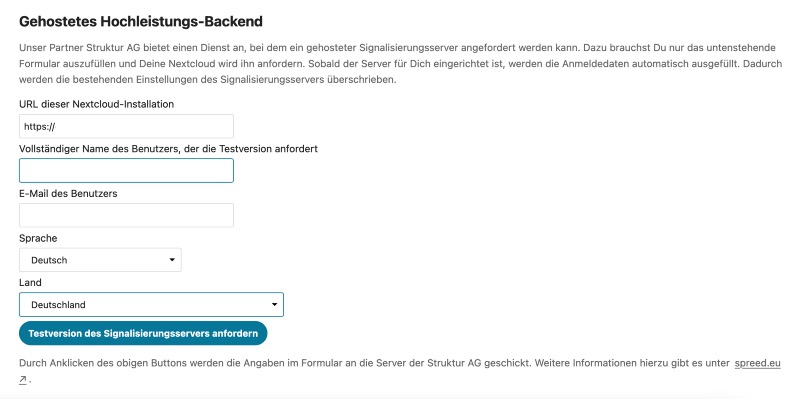 Gehostetes Hochleistungs-Backend
Unser Partner Struktur AG bietet einen Dienst an, bei dem ein gehosteter Signalisierungsserver angefordert werden kann. Dazu brauchst Du nur das untenstehende
Formular auszufüllen und Deine Nextcloud wird ihn anfordern. Sobald der Server für Dich eingerichtet ist, werden die Anmeldedaten automatisch ausgefüllt. Dadurch
werden die bestehenden Einstellungen des Signalisierungsservers überschrieben.
URL dieser Nextcloud-Installation
https://
Vollständiger Name des Benutzers, der die Testversion anfordert
E-Mail des Benutzers
Sprache
Deutsch
Land
Deutschland
Testversion des Signalisierungsservers anfordern
Durch Anklicken des obigen Buttons werden die Angaben im Formular an die Server der Struktur AG geschickt. Weitere Informationen hierzu gibt es unter spreed.eu
↗ .